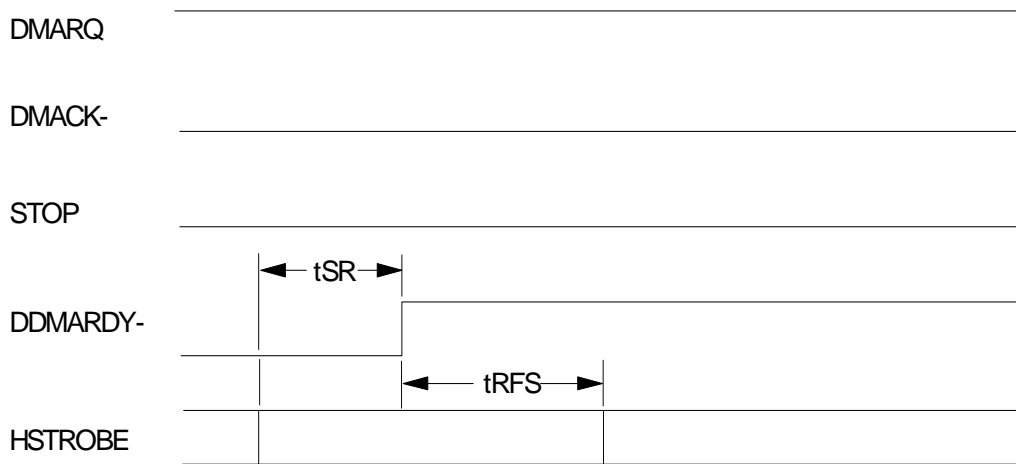 DMARQ
DMACK-
STOP
tSR
DDMARDY-
tRFS
HSTROBE